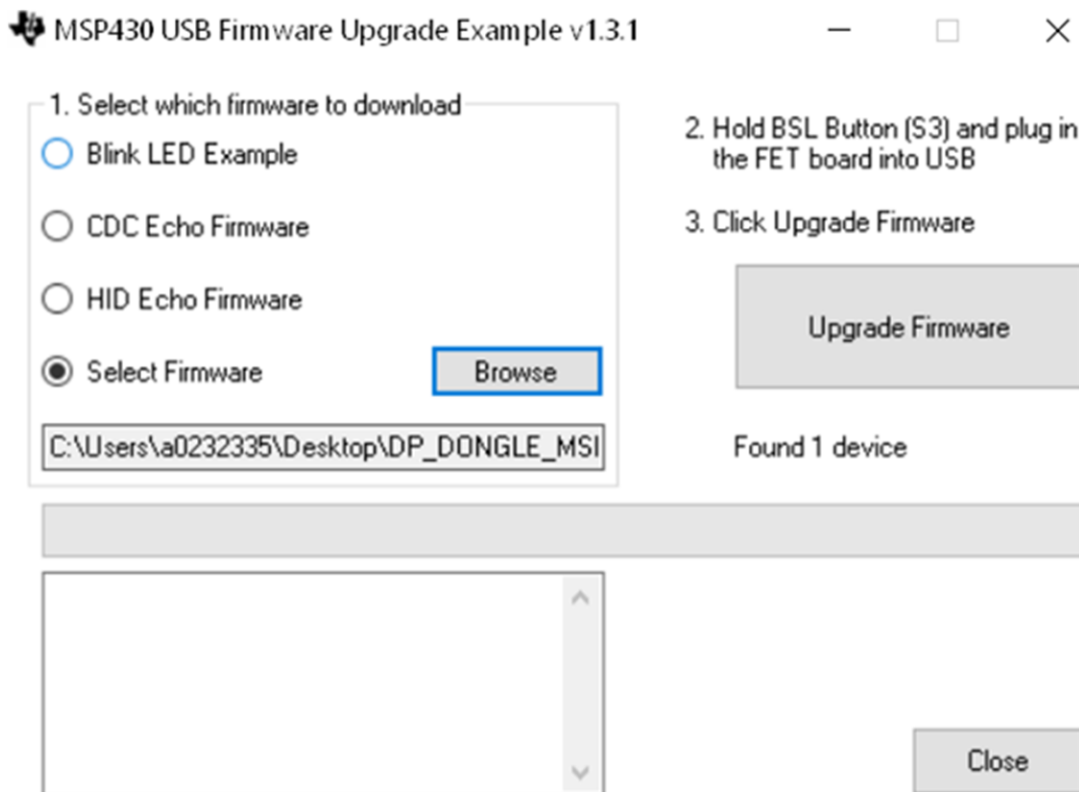 MSP430 USB Firmware Upgrade Example v1.3.1
1. Select which firmware to download
Blink LED Example
CDC Echo Firmware
HID Echo Firmware
Select Firmware
Browse
C:\Users\a0232335\Desktop\DP_DONGLE_MSI
2. Hold BSL Button (S3) and plug in
the FET board into USB
3. Click Upgrade Firmware
Upgrade Firmware
Found 1 device
Close